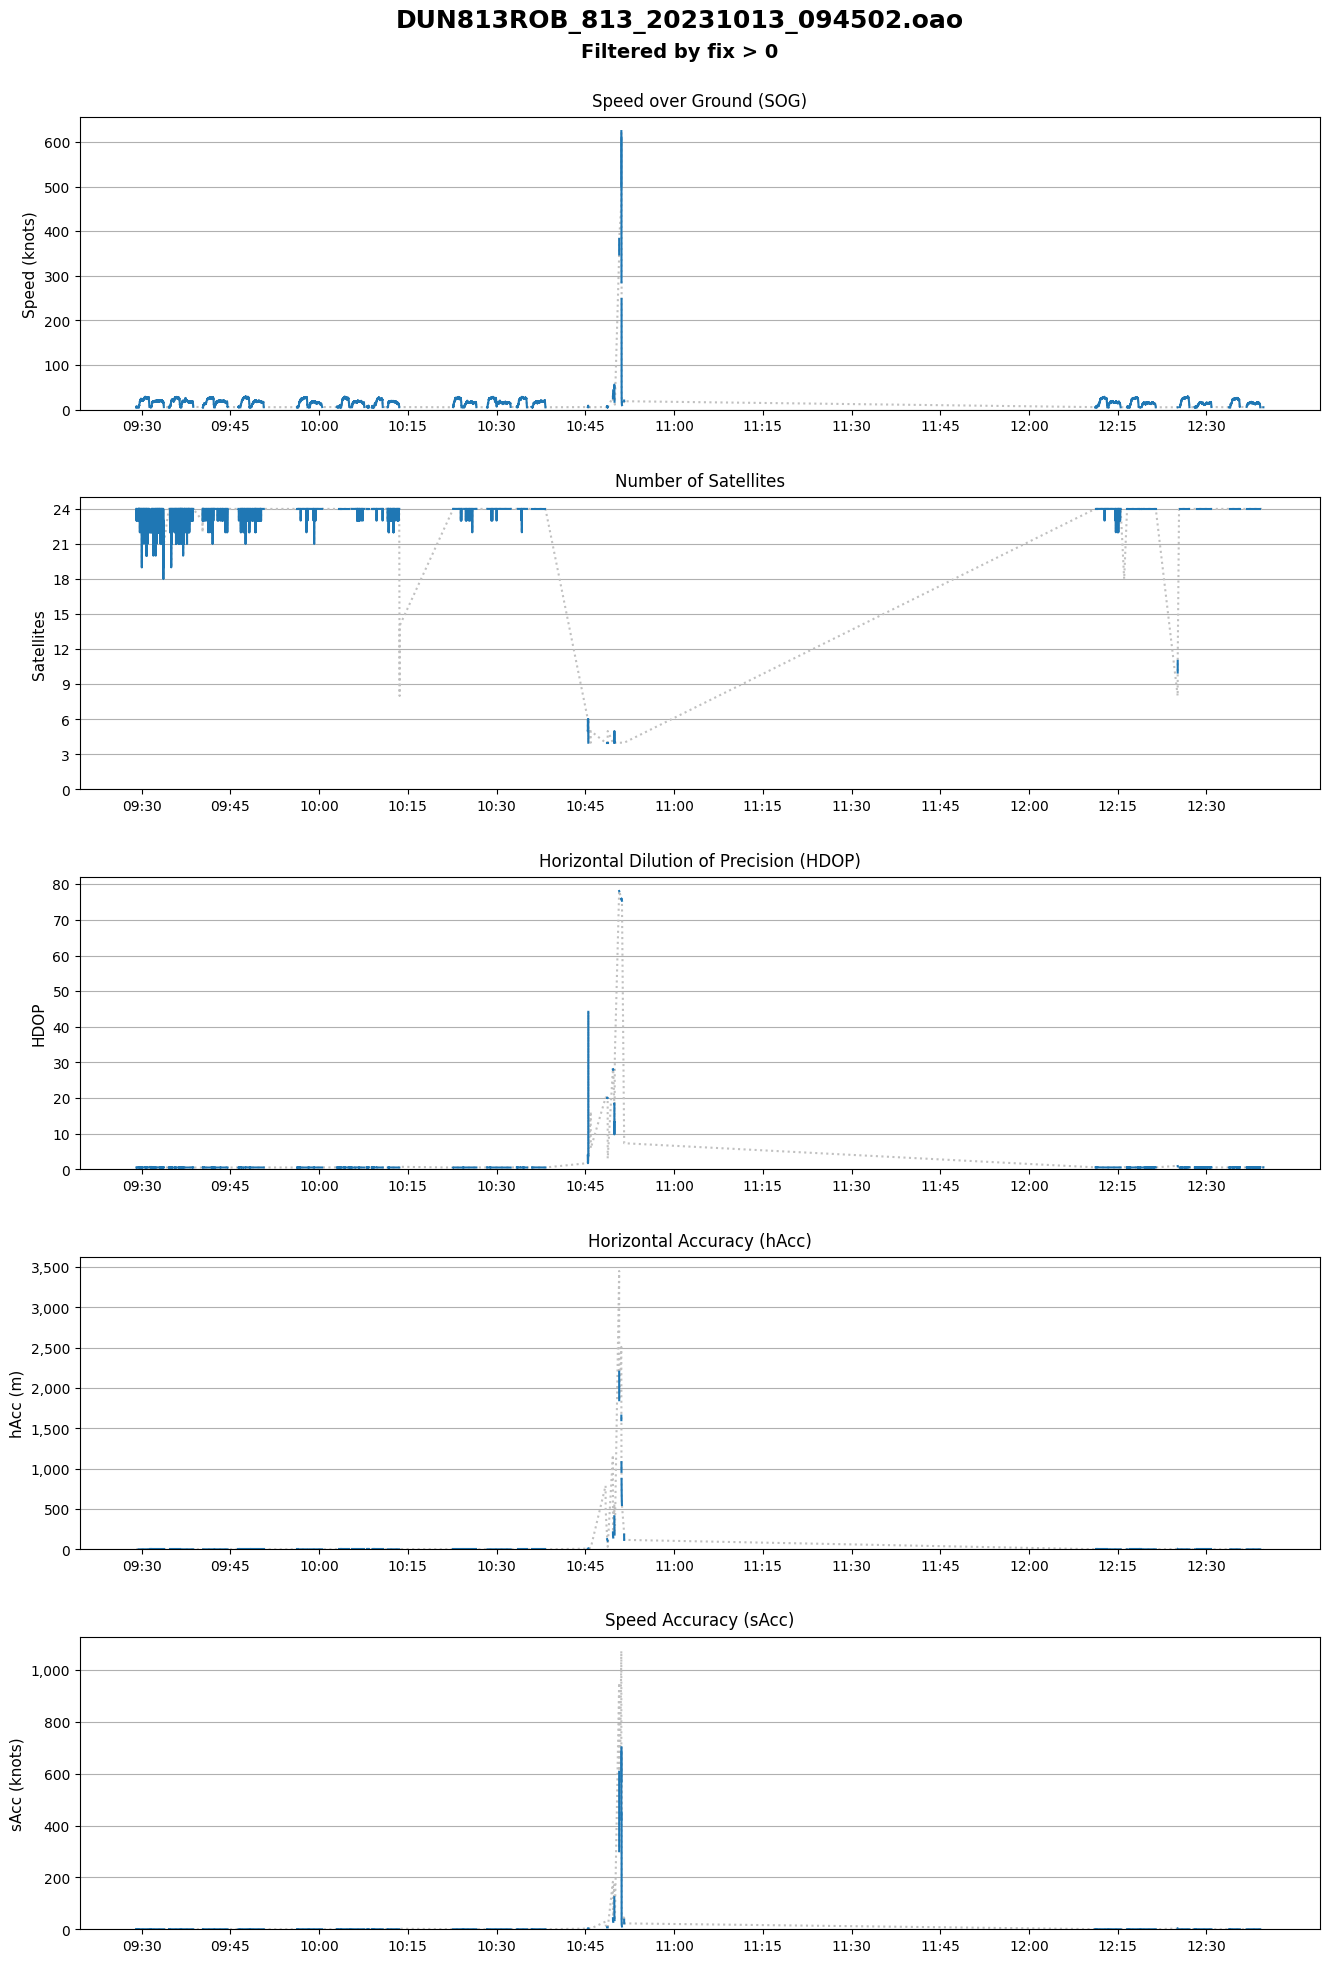 DUN813ROB_813_20231013_094502.oao
Filtered by fix > 0
Speed over Ground (SOG)
Speed (knots)
600
500
400
300
200
100
0
09:30 09:45 10:00 10:15 10:30 10:45 11:00 11:15 11:30 11:45 12:00 12:15 12:30
Number of Satellites
Satellites
24
21
18
15
12
9
6
3
0
09:30 09:45 10:00 10:15 10:30 10:45 11:00 11:15 11:30 11:45 12:00 12:15 12:30
Horizontal Dilution of Precision (HDOP)
HDOP
80
70
60
50
40
30
20
10
0
09:30 09:45 10:00 10:15 10:30 10:45 11:00 11:15 11:30 11:45 12:00 12:15 12:30
Horizontal Accuracy (hAcc)
hAcc (m)
3,500
3,000
2,500
2,000
1,500
1,000
500
0
09:30 09:45 10:00 10:15 10:30 10:45 11:00 11:15 11:30 11:45 12:00 12:15 12:30
Speed Accuracy (sAcc)
sAcc (knots)
1,000
800
600
400
200
0
09:30 09:45 10:00 10:15 10:30 10:45 11:00 11:15 11:30 11:45 12:00 12:15 12:30